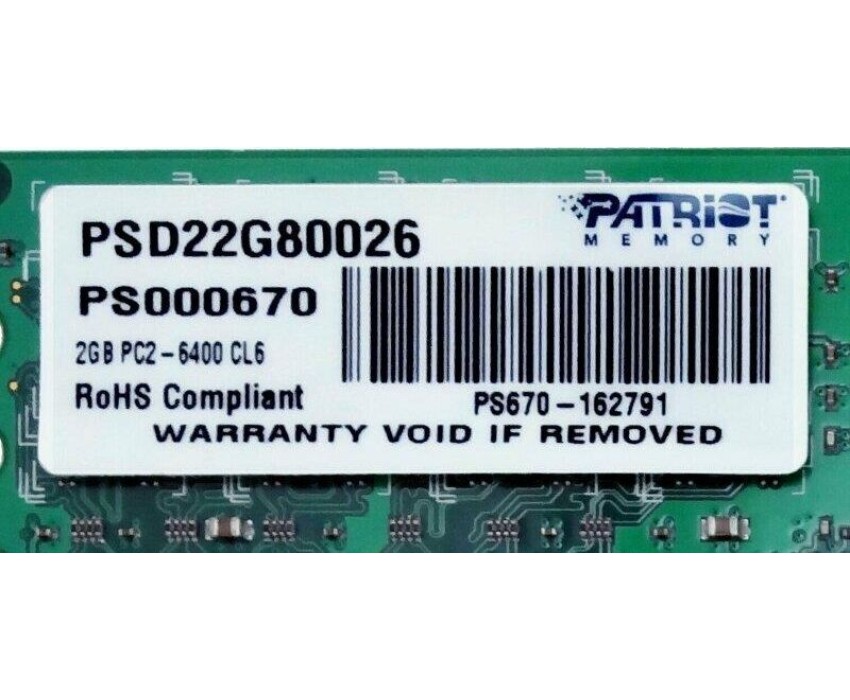 PSD22G80026
PATRIOT
MEMORY
PS000670
2GB PC2-6400 CL6
RoHS Compliant
PS670-162791
WARRANTY VOID IF REMOVED